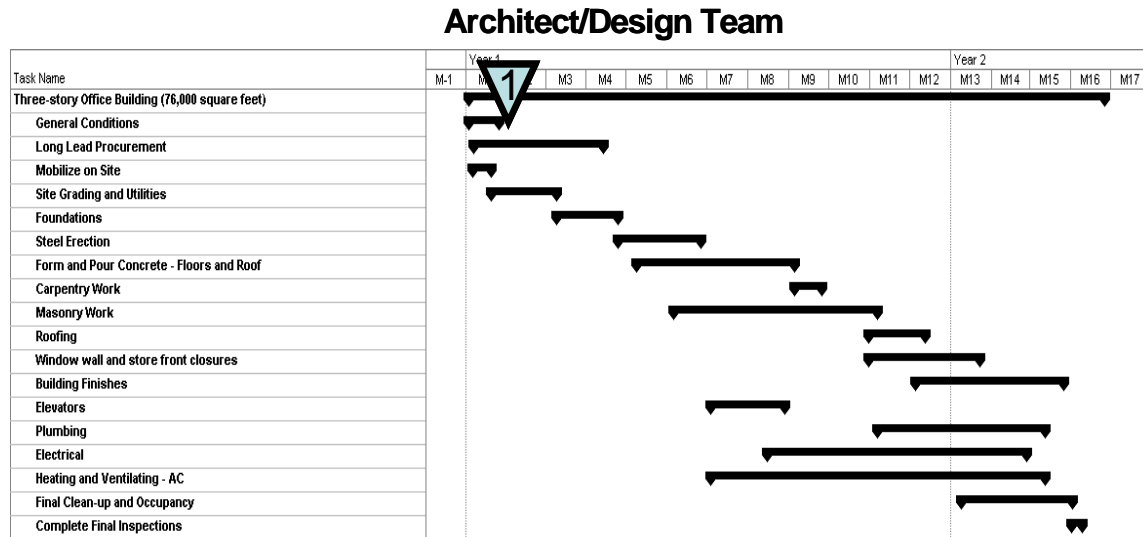 Architect/Design Team
Year 1 Year 2
Task Name M-1 M3 M4 M5 M6 M7 M8 M9 M10 M11 M12 M13 M14 M15 M16 M17
1
Three-story Office Building (76,000 square feet)
General Conditions
Long Lead Procurement
Mobilize on Site
Site Grading and Utilities
Foundations
Steel Erection
Form and Pour Concrete - Floors and Roof
Carpentry Work
Masonry Work
Roofing
Window wall and store front closures
Building Finishes
Elevators
Plumbing
Electrical
Heating and Ventilating - AC
Final Clean-up and Occupancy
Complete Final Inspections